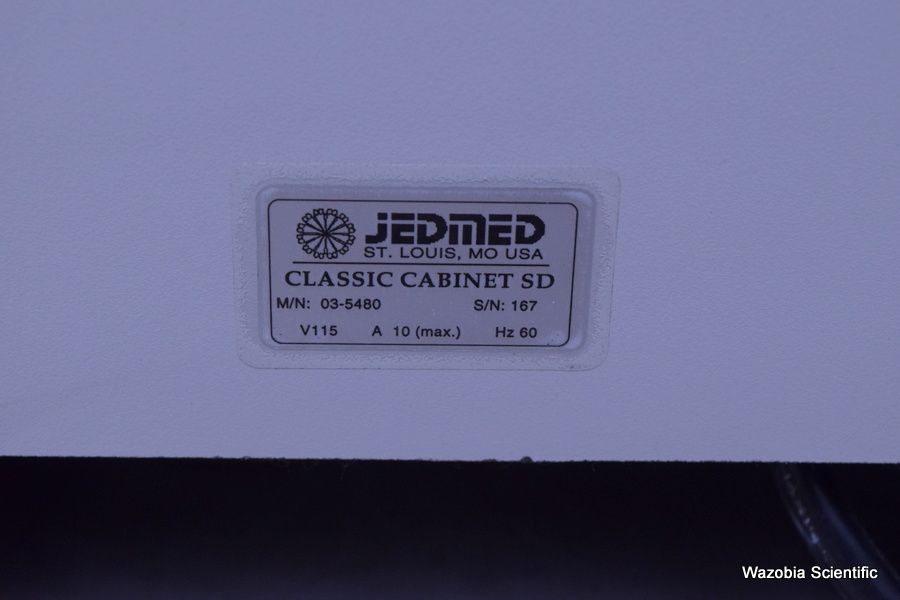 JEDMED
ST. LOUIS, MO USA
CLASSIC CABINET SD
M/N: 03-5480 S/N: 167
V115 A 10 (max.) Hz 60
Wazobia Scientific